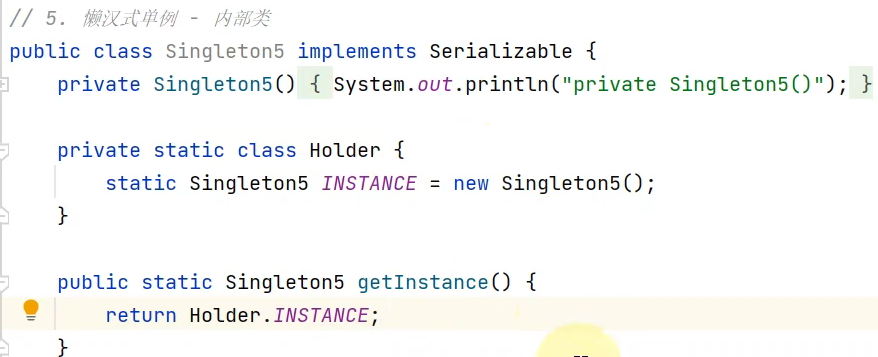 // 5. 懒汉式单例 - 内部类
public class Singleton5 implements Serializable {
    private Singleton5() { System.out.println("private Singleton5()"); }
    private static class Holder {
        static Singleton5 INSTANCE = new Singleton5();
    }
    public static Singleton5 getInstance() {
        return Holder.INSTANCE;
    }